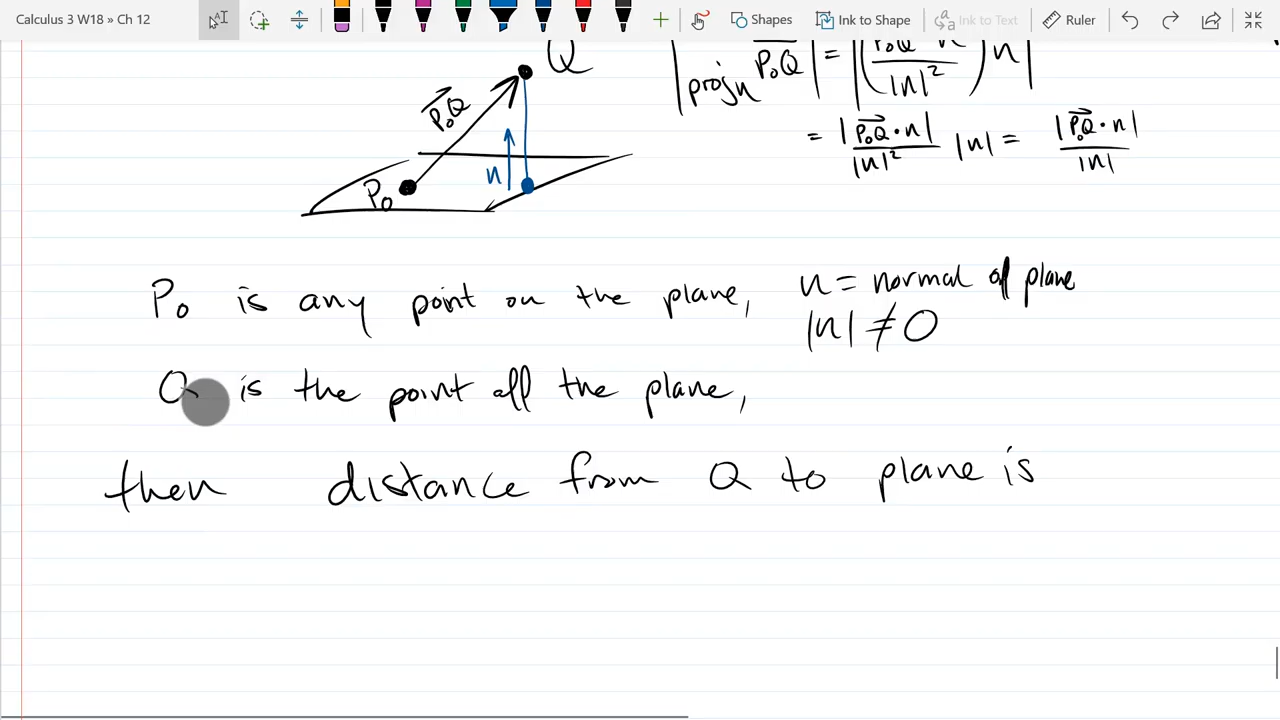 Calculus 3 W18 » Ch 12
Shapes
Ink to Shape
Ink to Text
Ruler
Q
P₀Q
n
P₀
|projn P₀Q| = |(P₀Q · n / |n|²) n|
= |P₀Q · n| / |n|² |n| = |P₀Q · n| / |n|
P₀ is any point on the plane,
n = normal of plane
|n| ≠ 0
Q is the point off the plane,
then distance from Q to plane is